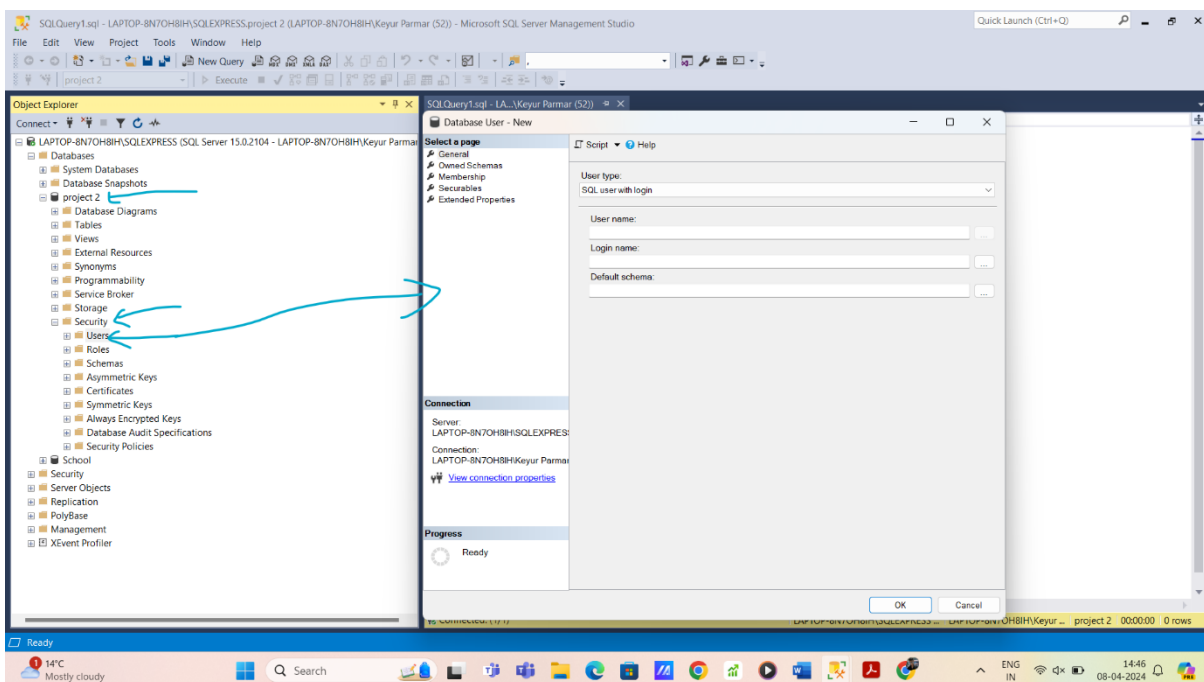 SQLQuery1.sql - LAPTOP-8N7OH8IH\SQLEXPRESS.project 2 (LAPTOP-8N7OH8IH\Keyur Parmar (52)) - Microsoft SQL Server Management Studio
Quick Launch (Ctrl+Q)
File Edit View Project Tools Window Help
New Query
project 2
Execute
Object Explorer
SQLQuery1.sql - LA...\Keyur Parmar (52))
Connect
LAPTOP-8N7OH8IH\SQLEXPRESS (SQL Server 15.0.2104 - LAPTOP-8N7OH8IH\Keyur Parmar
Databases
System Databases
Database Snapshots
project 2
Database Diagrams
Tables
Views
External Resources
Synonyms
Programmability
Service Broker
Storage
Security
Users
Roles
Schemas
Asymmetric Keys
Certificates
Symmetric Keys
Always Encrypted Keys
Database Audit Specifications
Security Policies
School
Security
Server Objects
Replication
PolyBase
Management
XEvent Profiler
Database User - New
Select a page
General
Owned Schemas
Membership
Securables
Extended Properties
Script Help
User type:
SQL user with login
User name:
Login name:
Default schema:
Connection
Server:
LAPTOP-8N7OH8IH\SQLEXPRES
Connection:
LAPTOP-8N7OH8IH\Keyur Parmar
View connection properties
Progress
Ready
OK Cancel
project 2 00:00:00 0 rows
Ready
1
14°C
Mostly cloudy
Search
ENG
IN
14:46
08-04-2024